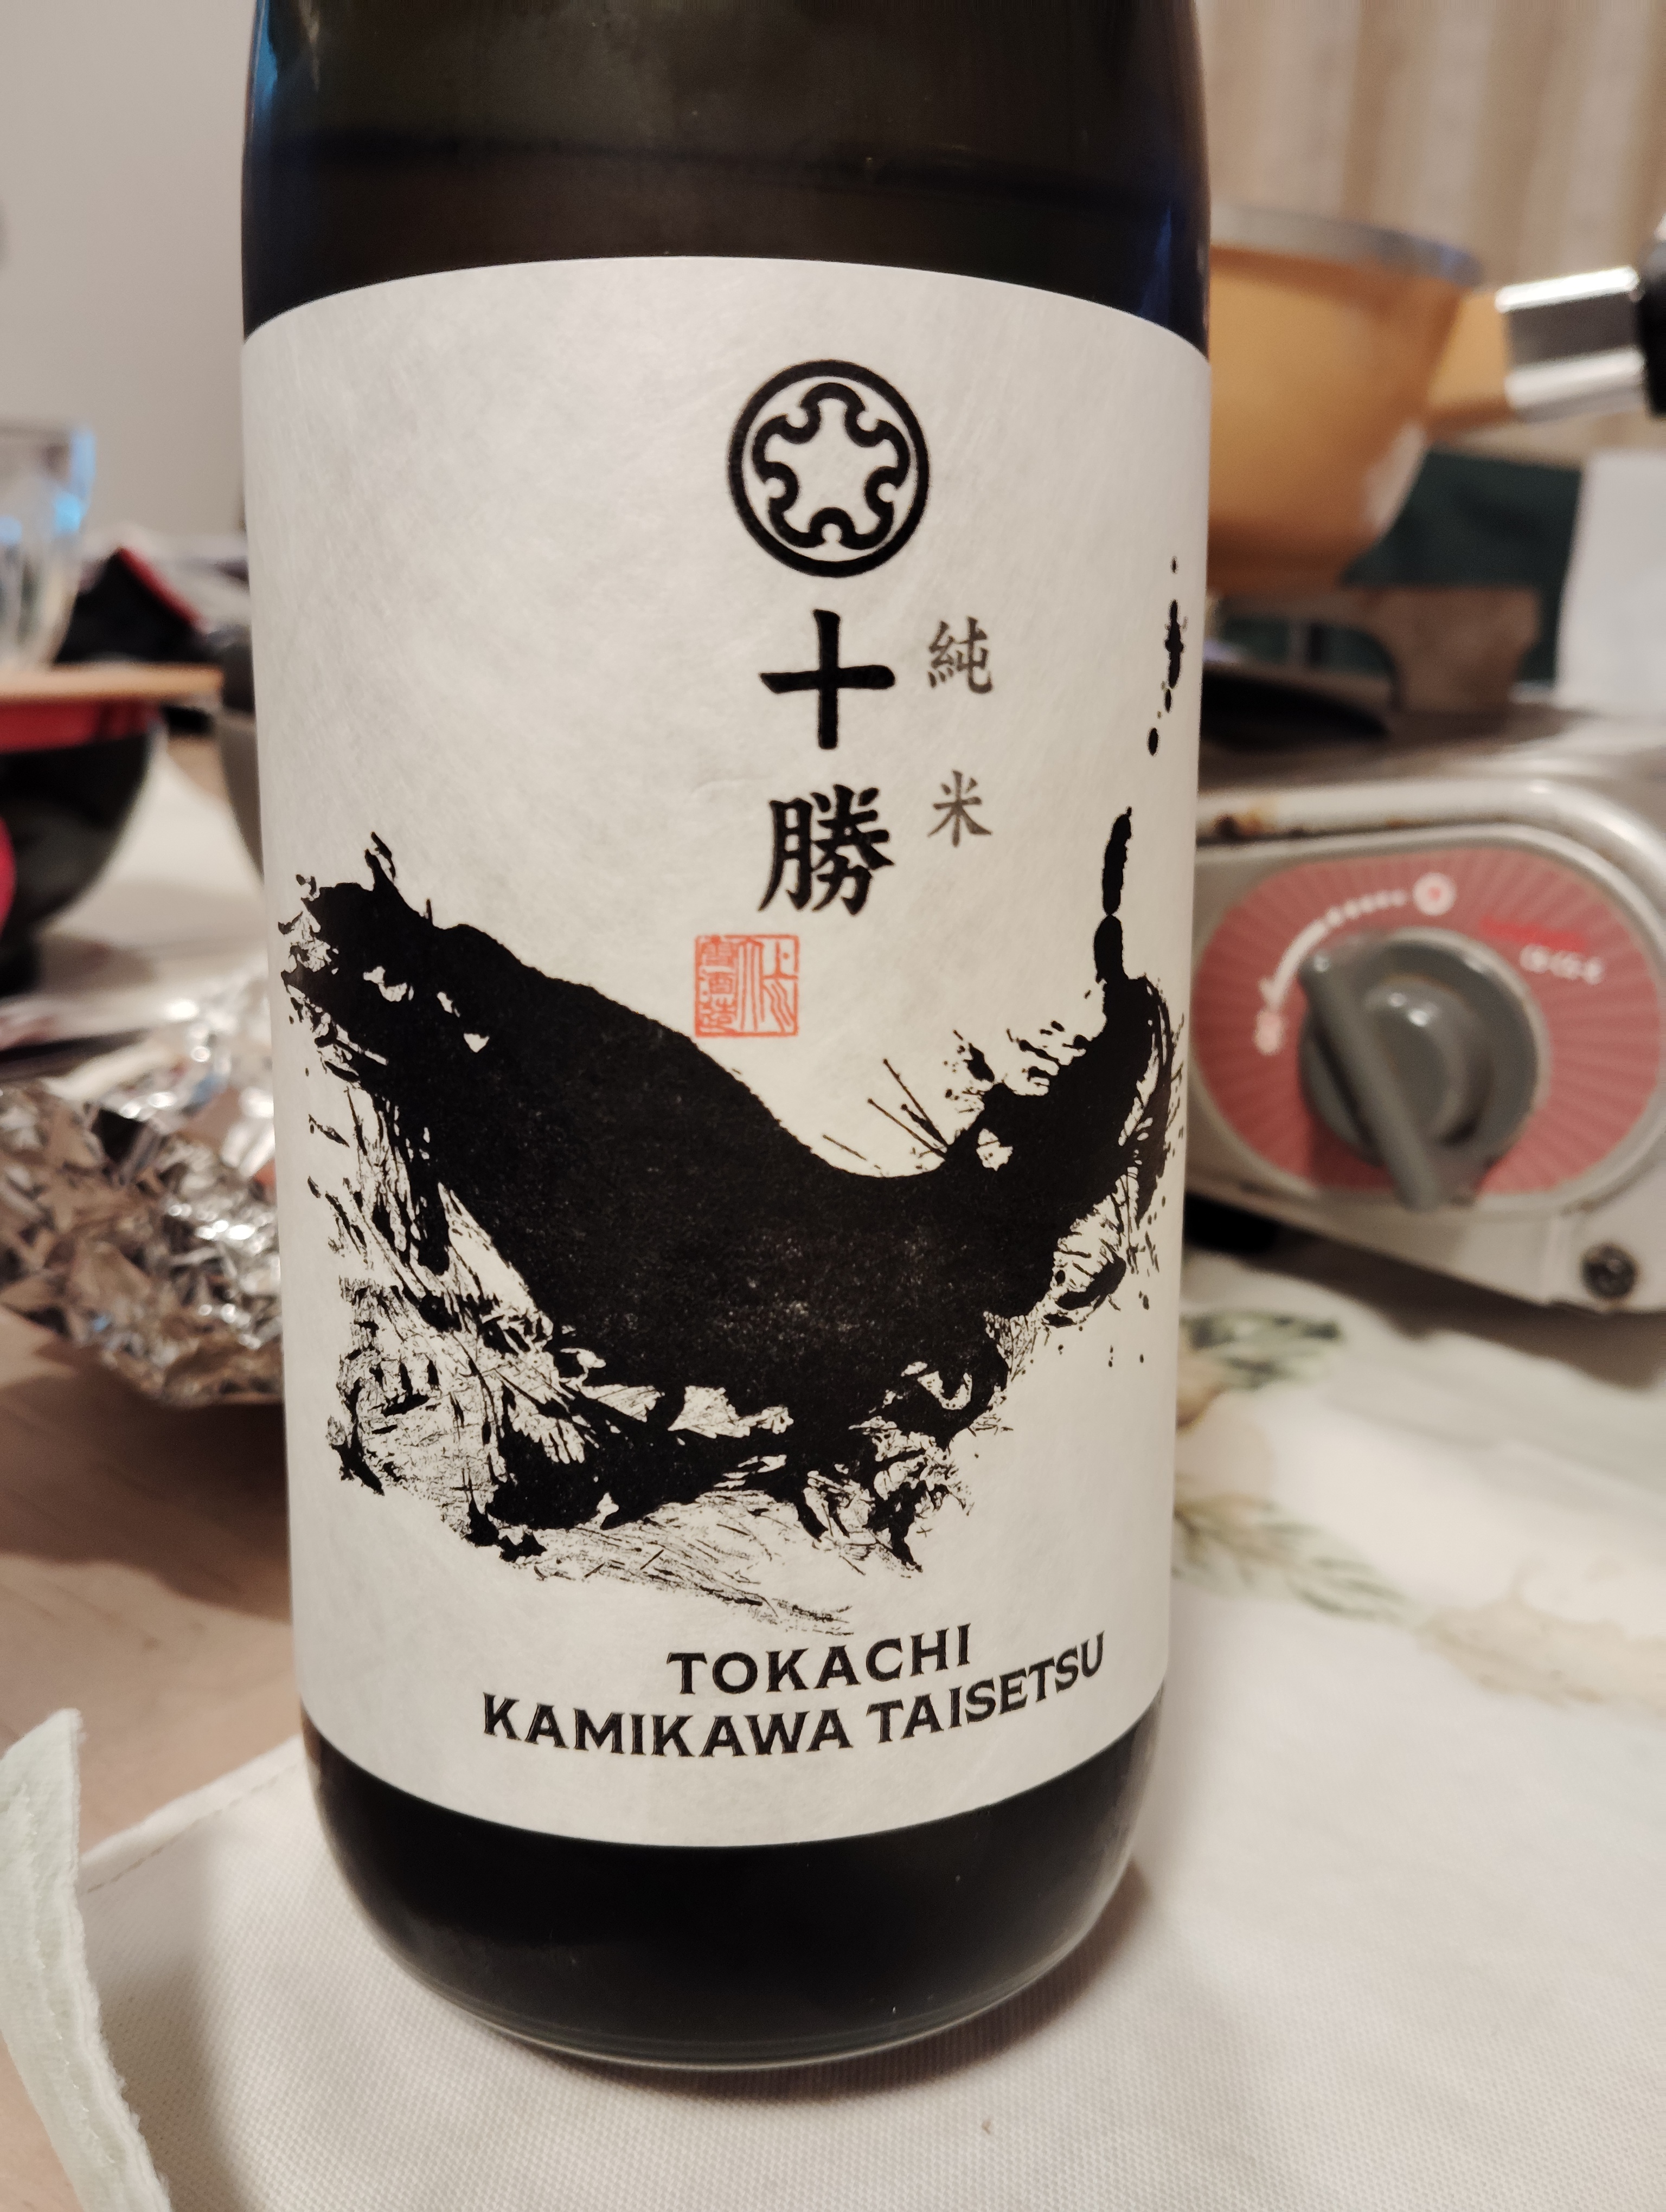 純米
十勝
TOKACHI
KAMIKAWA TAISETSU